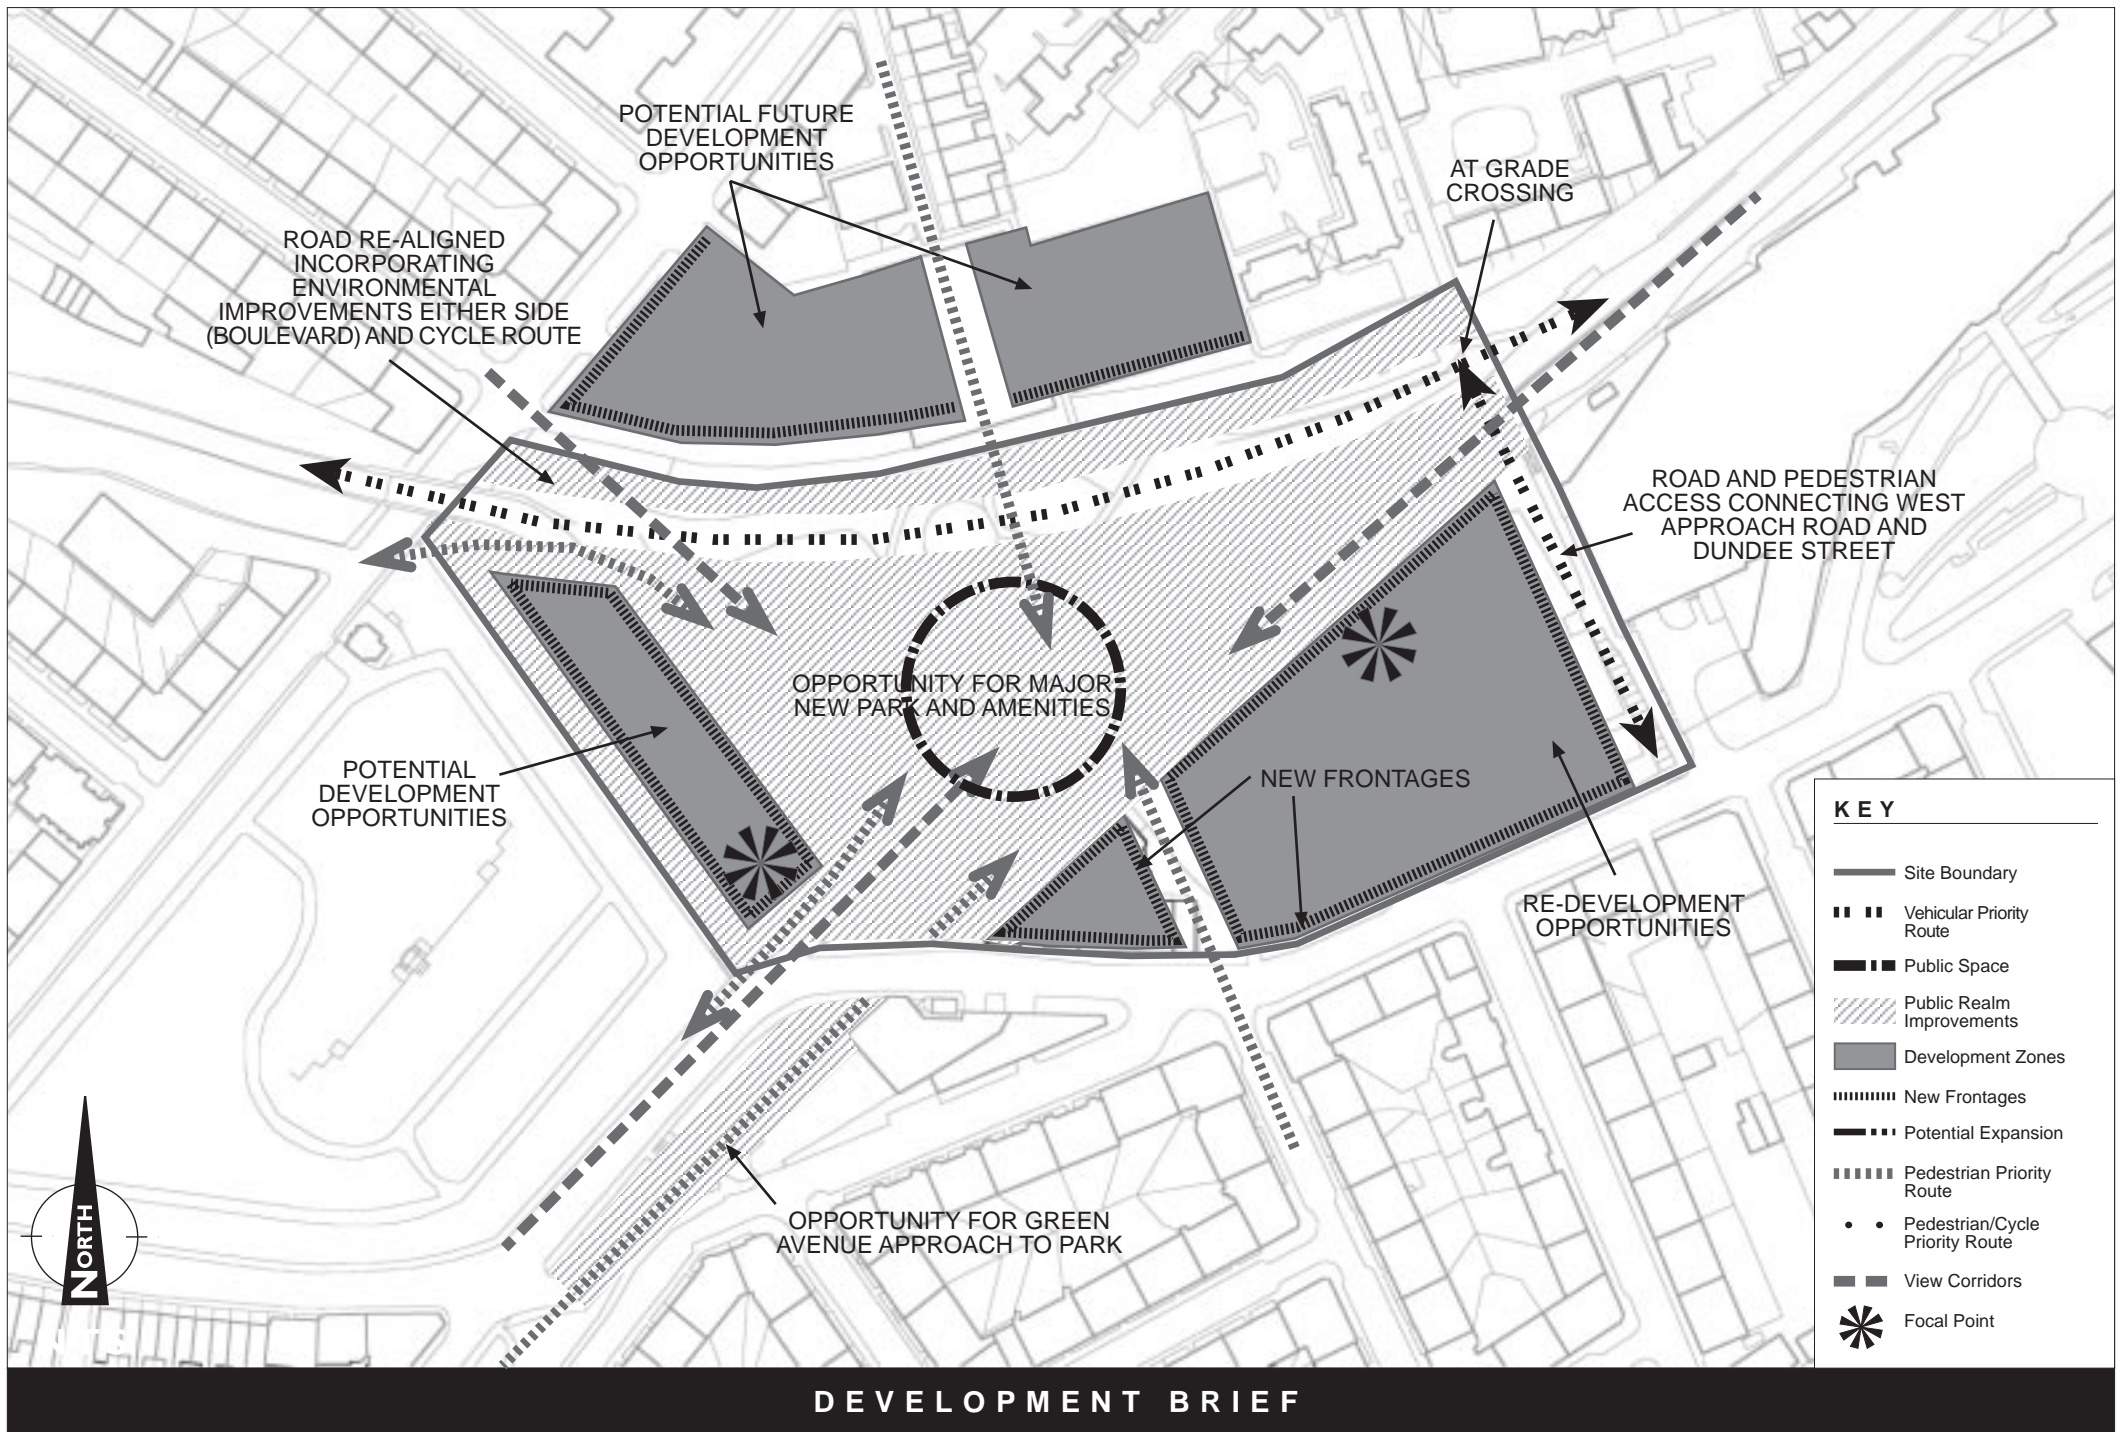 POTENTIAL FUTURE
DEVELOPMENT
OPPORTUNITIES
AT GRADE
CROSSING
ROAD RE-ALIGNED
INCORPORATING
ENVIRONMENTAL
IMPROVEMENTS EITHER SIDE
(BOULEVARD) AND CYCLE ROUTE
ROAD AND PEDESTRIAN
ACCESS CONNECTING WEST
APPROACH ROAD AND
DUNDEE STREET
OPPORTUNITY FOR MAJOR
NEW PARK AND AMENITIES
POTENTIAL
DEVELOPMENT
OPPORTUNITIES
NEW FRONTAGES
RE-DEVELOPMENT
OPPORTUNITIES
OPPORTUNITY FOR GREEN
AVENUE APPROACH TO PARK
KEY
Site Boundary
Vehicular Priority
Route
Public Space
Public Realm
Improvements
Development Zones
New Frontages
Potential Expansion
Pedestrian Priority
Route
Pedestrian/Cycle
Priority Route
View Corridors
Focal Point
NORTH
DEVELOPMENT BRIEF